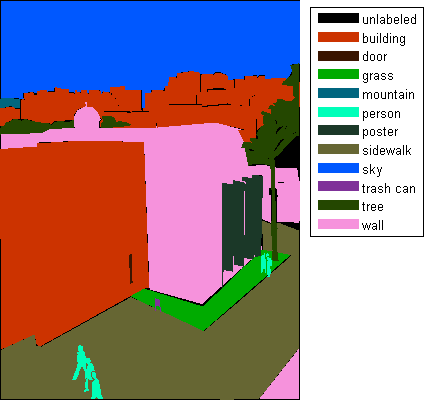 unlabeled
building
door
grass
mountain
person
poster
sidewalk
sky
trash can
tree
wall